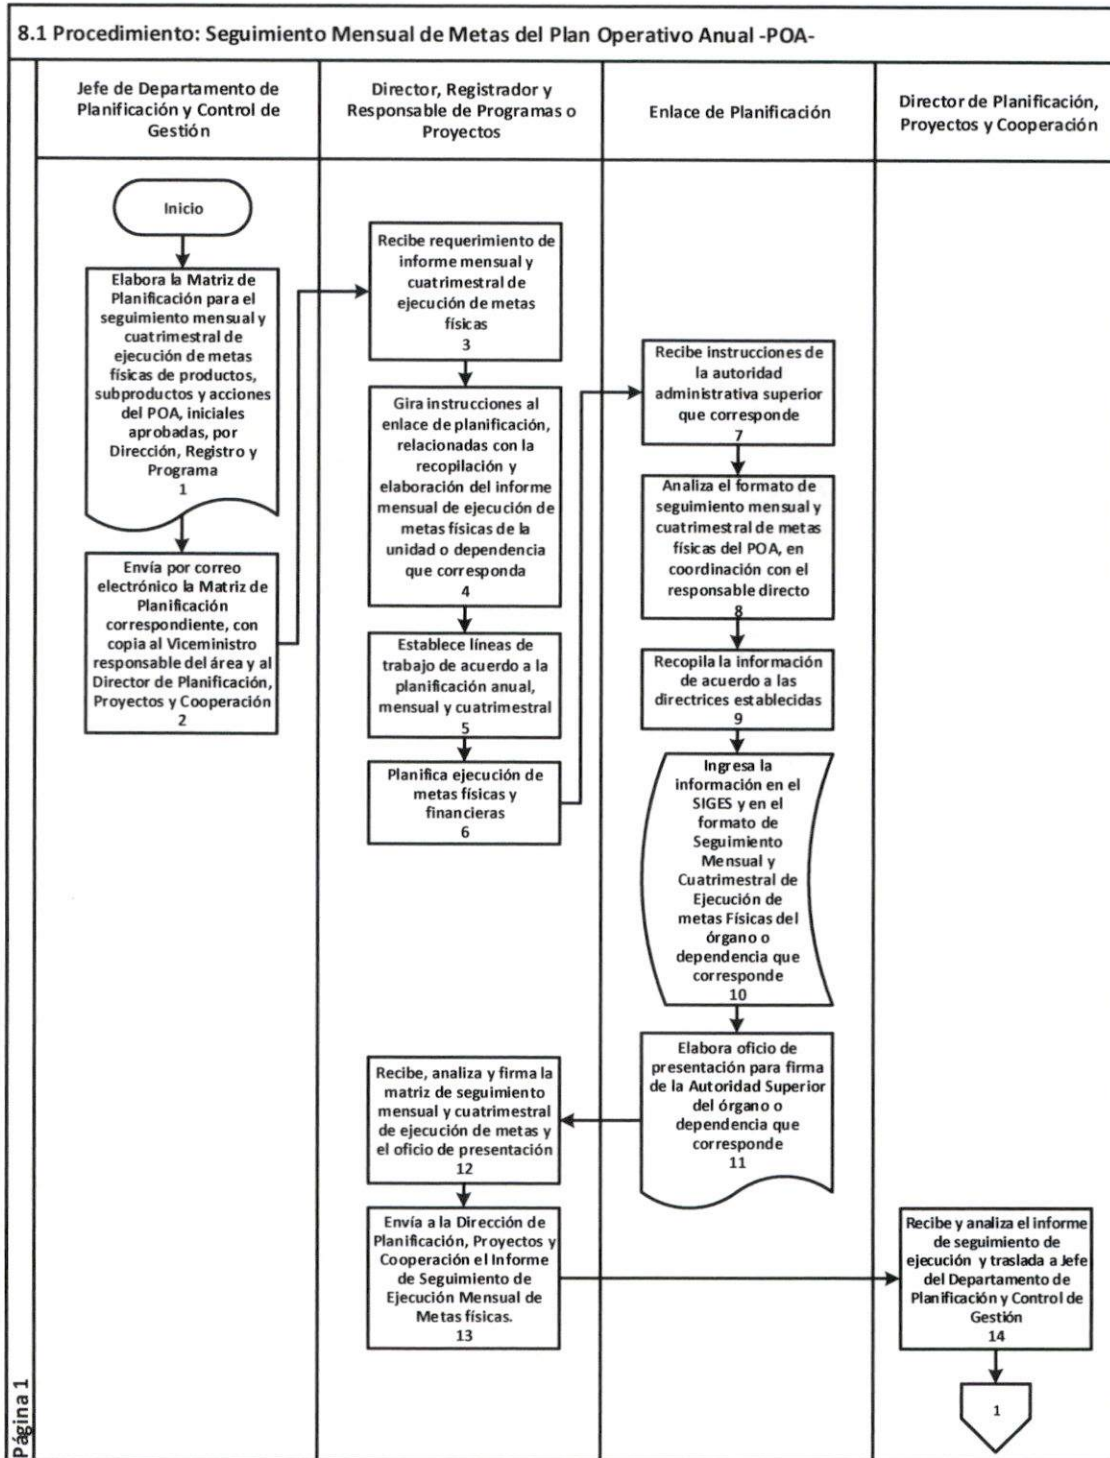 8.1 Procedimiento: Seguimiento Mensual de Metas del Plan Operativo Anual -POA-
Jefe de Departamento de
Planificación y Control de
Gestión
Director, Registrador y
Responsable de Programas o
Proyectos
Enlace de Planificación
Director de Planificación,
Proyectos y Cooperación
Inicio
Elabora la Matriz de
Planificación para el
seguimiento mensual y
cuatrimestral de
ejecución de metas
físicas de productos,
subproductos y acciones
del POA, iniciales
aprobadas, por
Dirección, Registro y
Programa
1
Envía por correo
electrónico la Matriz de
Planificación
correspondiente, con
copia al Viceministro
responsable del área y al
Director de Planificación,
Proyectos y Cooperación
2
Recibe requerimiento de
informe mensual y
cuatrimestral de
ejecución de metas
físicas
3
Gira instrucciones al
enlace de planificación,
relacionadas con la
recopilación y
elaboración del informe
mensual de ejecución de
metas físicas de la
unidad o dependencia
que corresponda
4
Establece líneas de
trabajo de acuerdo a la
planificación anual,
mensual y cuatrimestral
5
Planifica ejecución de
metas físicas y
financieras
6
Recibe instrucciones de
la autoridad
administrativa superior
que corresponde
7
Analiza el formato de
seguimiento mensual y
cuatrimestral de metas
físicas del POA, en
coordinación con el
responsable directo
8
Recopila la información
de acuerdo a las
directrices establecidas
9
Ingresa la
información en el
SIGES y en el
formato de
Seguimiento
Mensual y
Cuatrimestral de
Ejecución de
metas Físicas del
órgano o
dependencia que
corresponde
10
Elabora oficio de
presentación para firma
de la Autoridad Superior
del órgano o
dependencia que
corresponde
11
Recibe, analiza y firma la
matriz de seguimiento
mensual y cuatrimestral
de ejecución de metas y
el oficio de presentación
12
Envía a la Dirección de
Planificación, Proyectos y
Cooperación el Informe
de Seguimiento de
Ejecución Mensual de
Metas físicas.
13
Recibe y analiza el informe
de seguimiento de
ejecución y traslada a Jefe
del Departamento de
Planificación y Control de
Gestión
14
1
Página 1